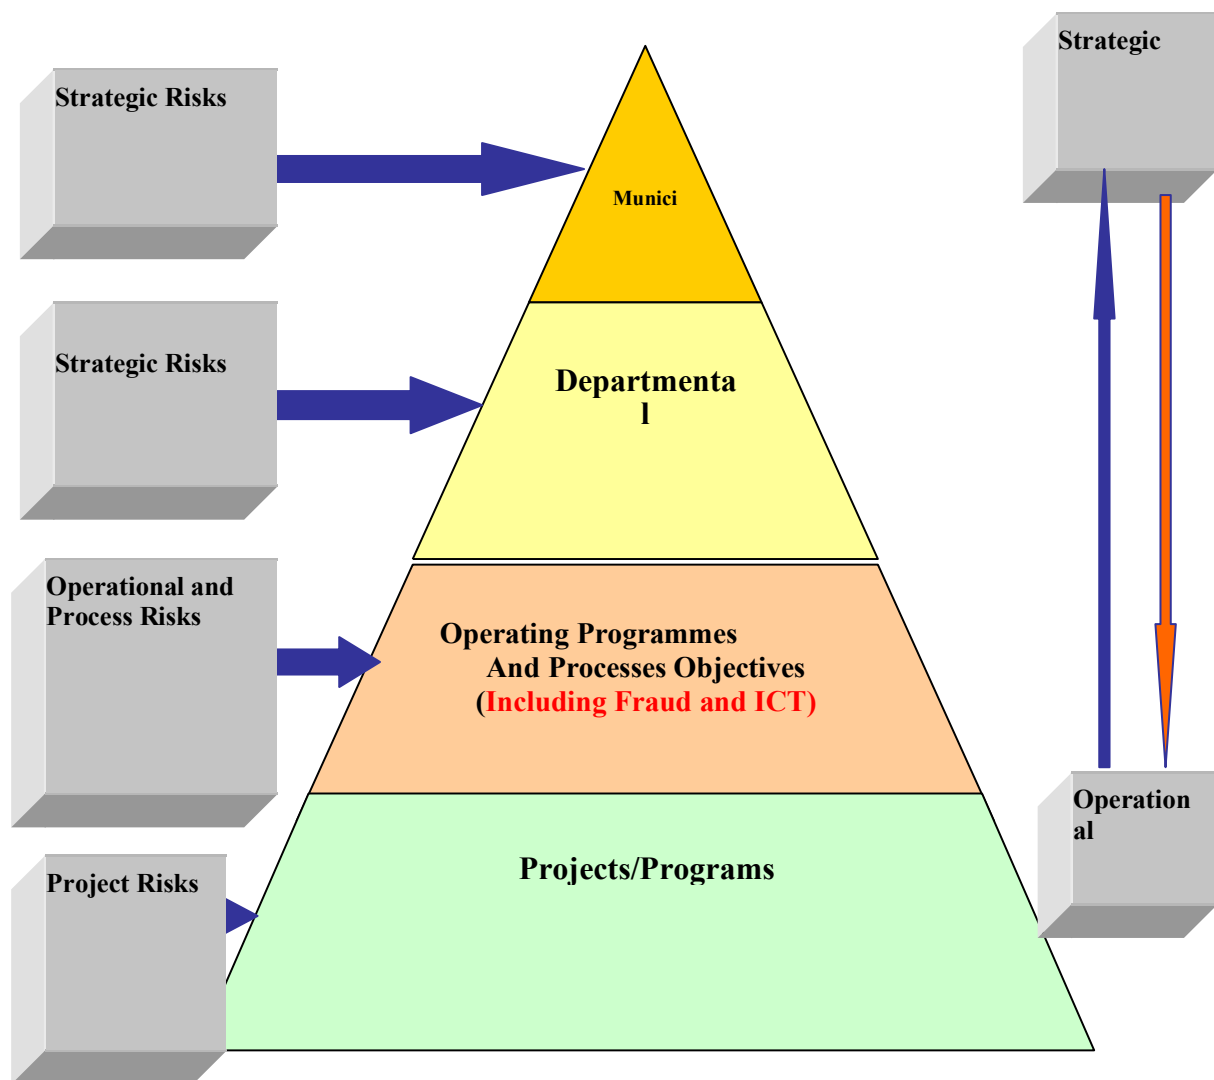 Strategic
Strategic Risks
Munici
Strategic Risks
Departmenta
l
Operational and
Process Risks
Operating Programmes
And Processes Objectives
(Including Fraud and ICT)
Operation
al
Projects/Programs
Project Risks